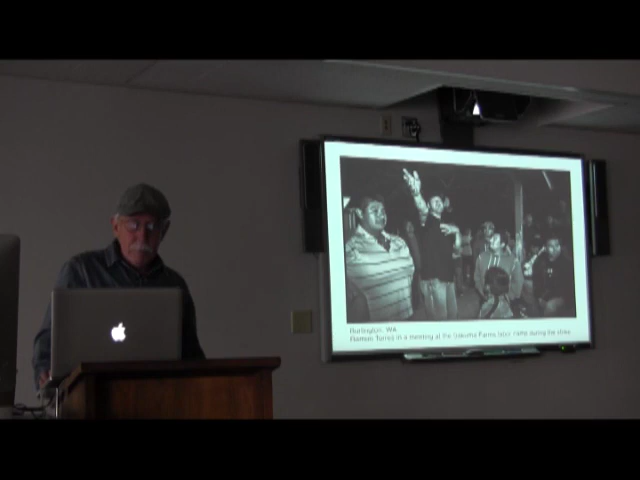 Burlington, WA
Ramon Torres in a meeting at the Sakuma Farms labor camp during the strike